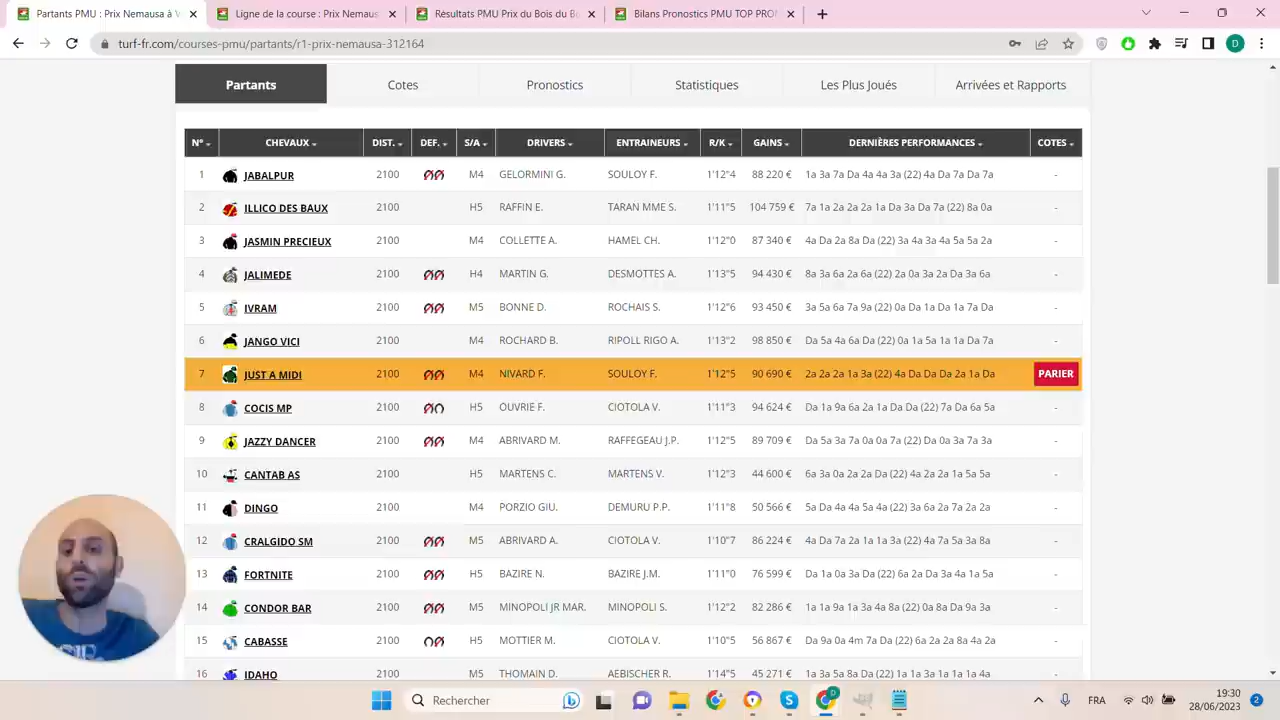 Partants PMU : Prix Nemausa à V
Ligne de la course : Prix Nemaus
Résultats PMU Prix du Bois du Bo
Bilans Pronostics PMU TOP PRO
turf-fr.com/courses-pmu/partants/r1-prix-nemausa-312164
D
Partants Cotes Pronostics Statistiques Les Plus Joués Arrivées et Rapports
N° CHEVAUX DIST. DEF. S/A DRIVERS ENTRAINEURS R/K GAINS DERNIÈRES PERFORMANCES COTES
1 JABALPUR 2100 M4 GELORMINI G. SOULOY F. 1'12"4 88 220 € 1a 3a 7a Da 4a 4a 3a (22) 4a Da 7a Da 7a -
2 ILLICO DES BAUX 2100 H5 RAFFIN E. TARAN MME S. 1'11"5 104 759 € 7a 1a 2a 2a 2a 1a Da 3a Da 7a (22) 8a 0a -
3 JASMIN PRECIEUX 2100 M4 COLLETTE A. HAMEL CH. 1'12"0 87 340 € 4a Da 2a 8a Da (22) 3a 4a 3a 4a 5a 5a 2a -
4 JALIMEDE 2100 H4 MARTIN G. DESMOTTES A. 1'13"5 94 430 € 8a 3a 6a 2a 6a (22) 2a 0a 3a 2a Da 3a 6a -
5 IVRAM 2100 M5 BONNE D. ROCHAIS S. 1'12"6 93 450 € 3a 5a 6a 7a 9a (22) 0a Da 1a Da 1a 7a Da -
6 JANGO VICI 2100 M4 ROCHARD B. RIPOLL RIGO A. 1'13"2 98 850 € Da 5a 4a 6a Da (22) 0a 1a 5a 1a 1a Da 7a -
7 JUST A MIDI 2100 M4 NIVARD F. SOULOY F. 1'12"5 90 690 € 2a 2a 2a 1a 3a (22) 4a Da Da Da 2a 1a Da PARIER
8 COCIS MP 2100 H5 OUVRIE F. CIOTOLA V. 1'11"3 94 624 € Da 1a 9a 6a 2a 1a Da Da (22) 7a Da 6a 5a -
9 JAZZY DANCER 2100 M4 ABRIVARD M. RAFFEGEAU J.P. 1'12"5 89 709 € Da 5a 3a 7a 0a 0a 7a (22) Da 0a 3a 7a 3a -
10 CANTAB AS 2100 H5 MARTENS C. MARTENS V. 1'12"3 44 600 € 6a 3a 0a 2a 2a Da (22) 4a 2a 2a 1a 5a 5a -
11 DINGO 2100 M4 PORZIO GIU. DEMURU P.P. 1'11"8 50 566 € 5a Da 4a 4a 5a 4a (22) 3a 6a 2a 7a 2a 2a -
12 CRALGIDO SM 2100 M5 ABRIVARD A. CIOTOLA V. 1'10"7 86 224 € 4a Da 7a 2a 1a 1a 3a (22) 4a 7a 5a 3a 8a -
13 FORTNITE 2100 H5 BAZIRE N. BAZIRE J.M. 1'11"0 76 599 € Da 1a 0a 3a Da (22) 6a 2a Da 3a 4a 1a 5a -
14 CONDOR BAR 2100 M5 MINOPOLI JR MAR. MINOPOLI S. 1'12"2 82 286 € 1a 1a 9a 1a 3a 4a 8a (22) 0a 8a Da 9a 3a -
15 CABASSE 2100 H5 MOTTIER M. CIOTOLA V. 1'10"5 56 867 € Da 9a 0a 4m 7a Da (22) 6a 2a 2a 8a 4a 2a -
16 IDAHO 2100 M5 THOMAIN D. AEBISCHER R. 1'14"5 45 271 € 1a 3a 5a 8a Da (22) 1a 1a 3a 1a 1a 1a 5a -
Rechercher
FRA
19:30
28/06/2023
2